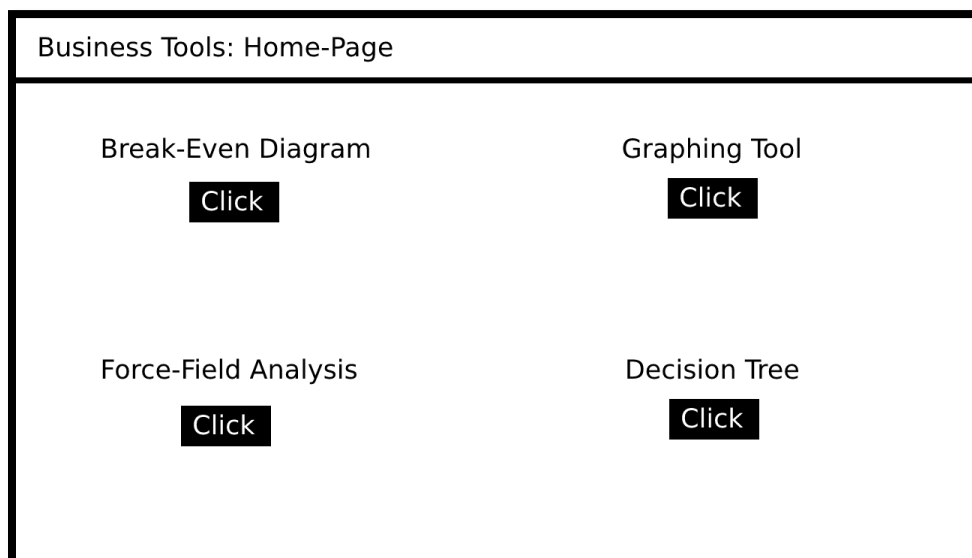 Business Tools: Home-Page
Break-Even Diagram
Click
Graphing Tool
Click
Force-Field Analysis
Click
Decision Tree
Click